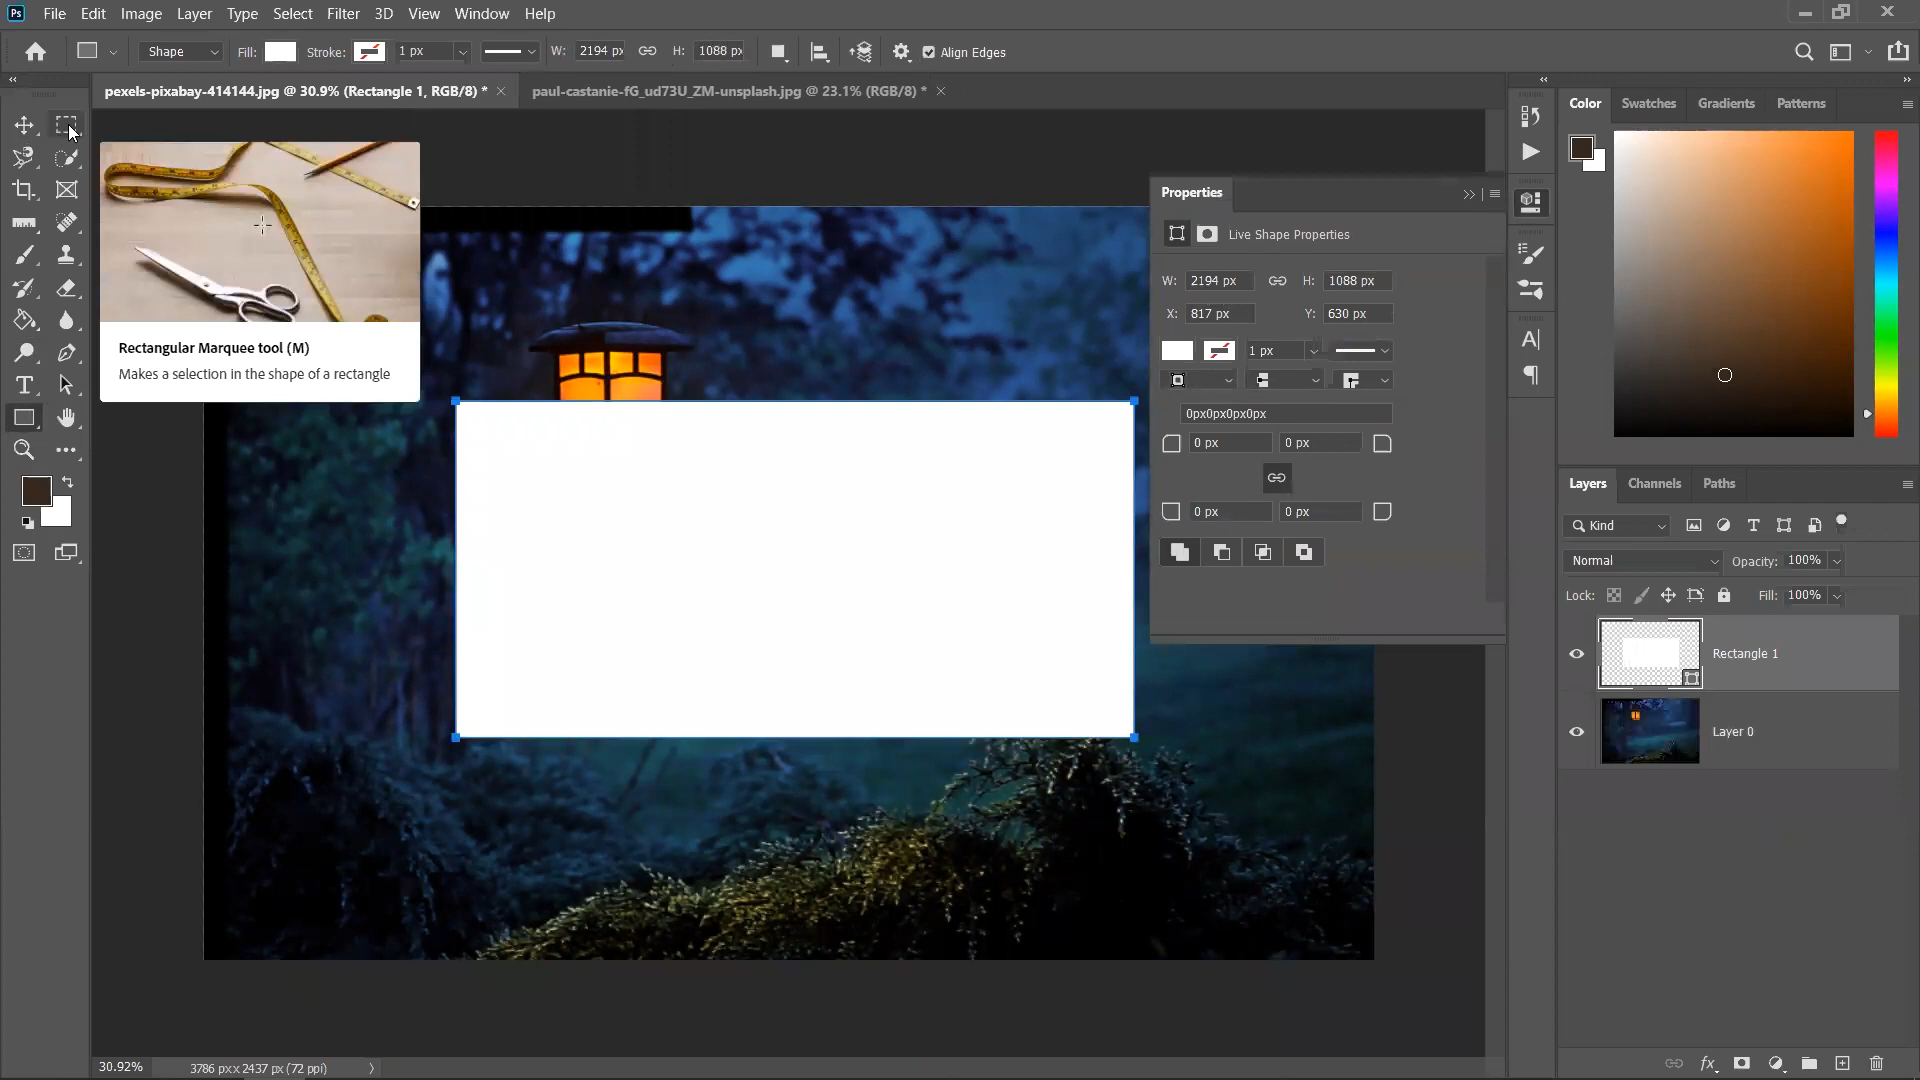 Ps File Edit Image Layer Type Select Filter 3D View Window Help
Shape Fill: Stroke: 1 px W: 2194 px H: 1088 px Align Edges
pexels-pixabay-414144.jpg @ 30.9% (Rectangle 1, RGB/8) * paul-castanie-fG_ud73U_ZM-unsplash.jpg @ 23.1% (RGB/8) *
Color Swatches Gradients Patterns
Properties
Live Shape Properties
W: 2194 px H: 1088 px
X: 817 px Y: 630 px
1 px
0px0px0px0px
0 px 0 px
0 px 0 px
Rectangular Marquee tool (M)
Makes a selection in the shape of a rectangle
Layers Channels Paths
Kind
Normal Opacity: 100%
Lock: Fill: 100%
Rectangle 1
Layer 0
30.92% 3786 px x 2437 px (72 ppi)